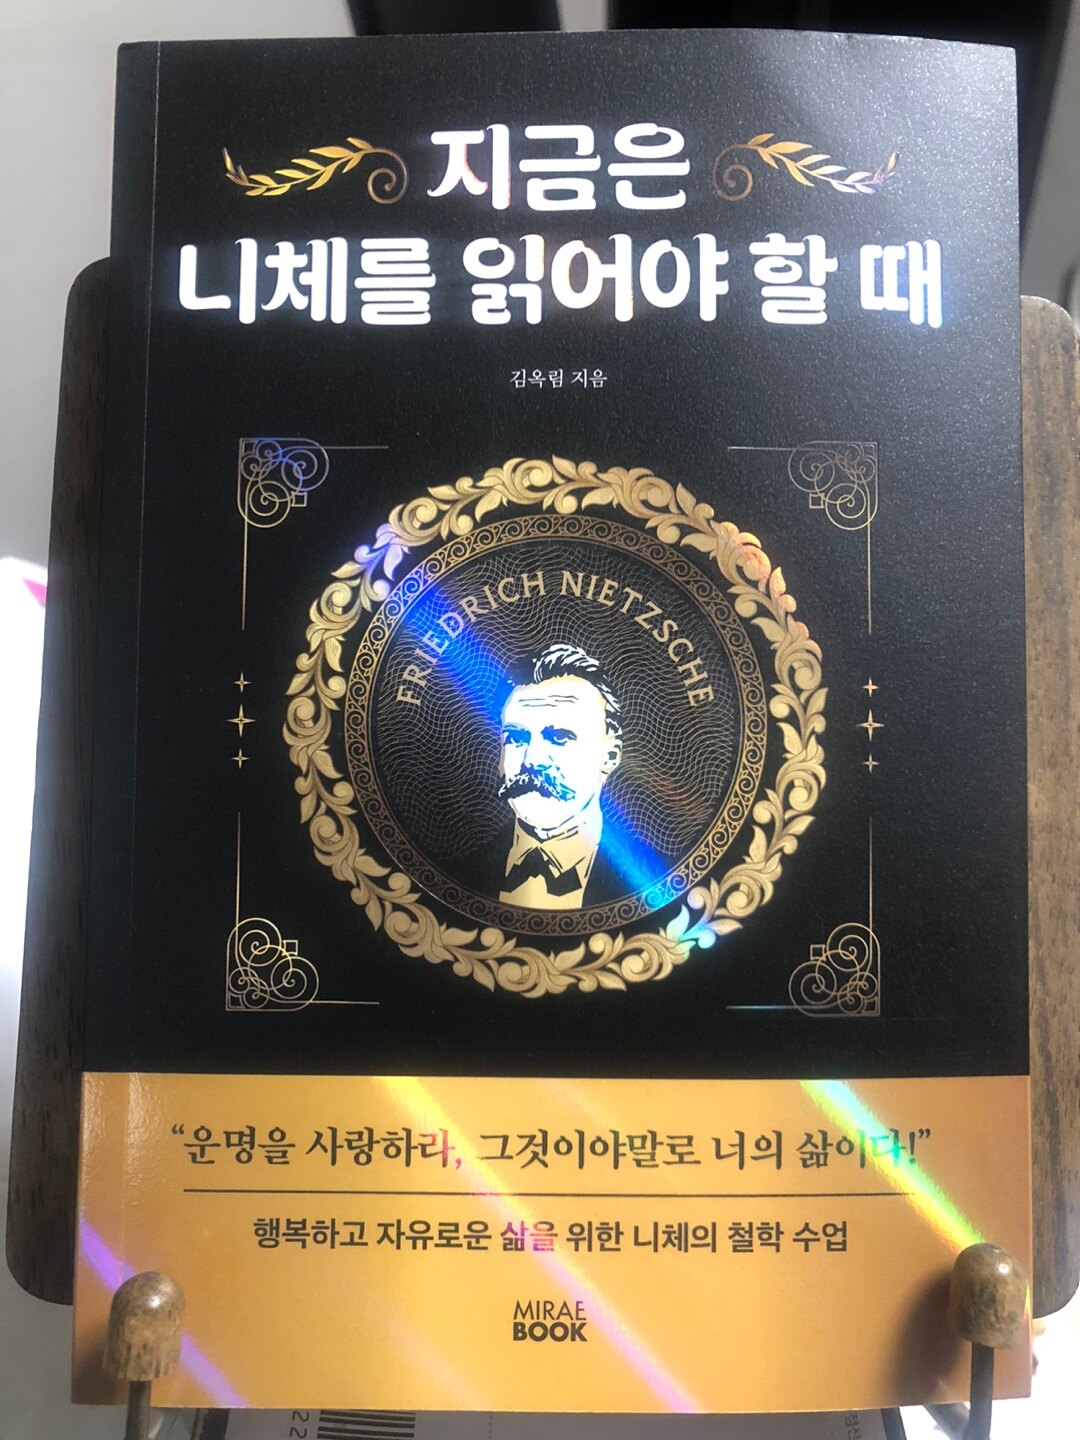 지금은
니체를 읽어야 할 때
김옥림 지음
FRIEDRICH NIETZSCHE
“운명을 사랑하라, 그것이야말로 너의 삶이다!”
행복하고 자유로운 삶을 위한 니체의 철학 수업
MIRAE
BOOK
22